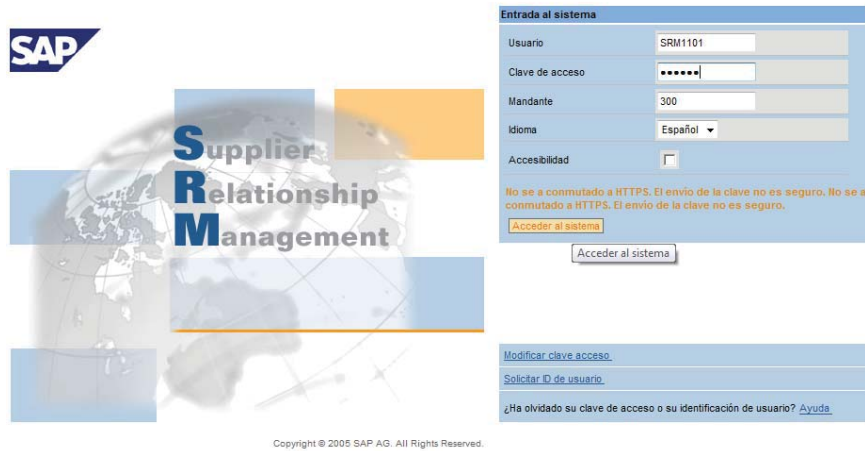 SAP
Supplier
Relationship
Management
Copyright © 2005 SAP AG. All Rights Reserved.
Entrada al sistema
Usuario SRM1101
Clave de acceso ••••••
Mandante 300
Idioma Español
Accesibilidad
No se a conmutado a HTTPS. El envio de la clave no es seguro. No se a
conmutado a HTTPS. El envio de la clave no es seguro.
Acceder al sistema
Acceder al sistema
Modificar clave acceso
Solicitar ID de usuario
¿Ha olvidado su clave de acceso o su identificación de usuario? Ayuda